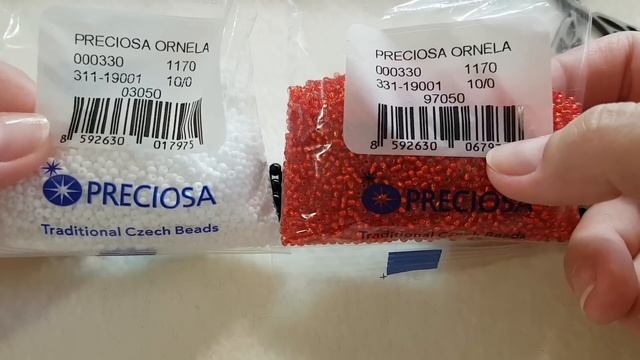 PRECIOSA ORNELA
000330 1170
311-19001 10/0
03050
8 592630 017975
PRECIOSA
Traditional Czech Beads
PRECIOSA ORNELA
000330 1170
331-19001 10/0
97050
8 592630
PRECIOSA
Traditional Czech Beads